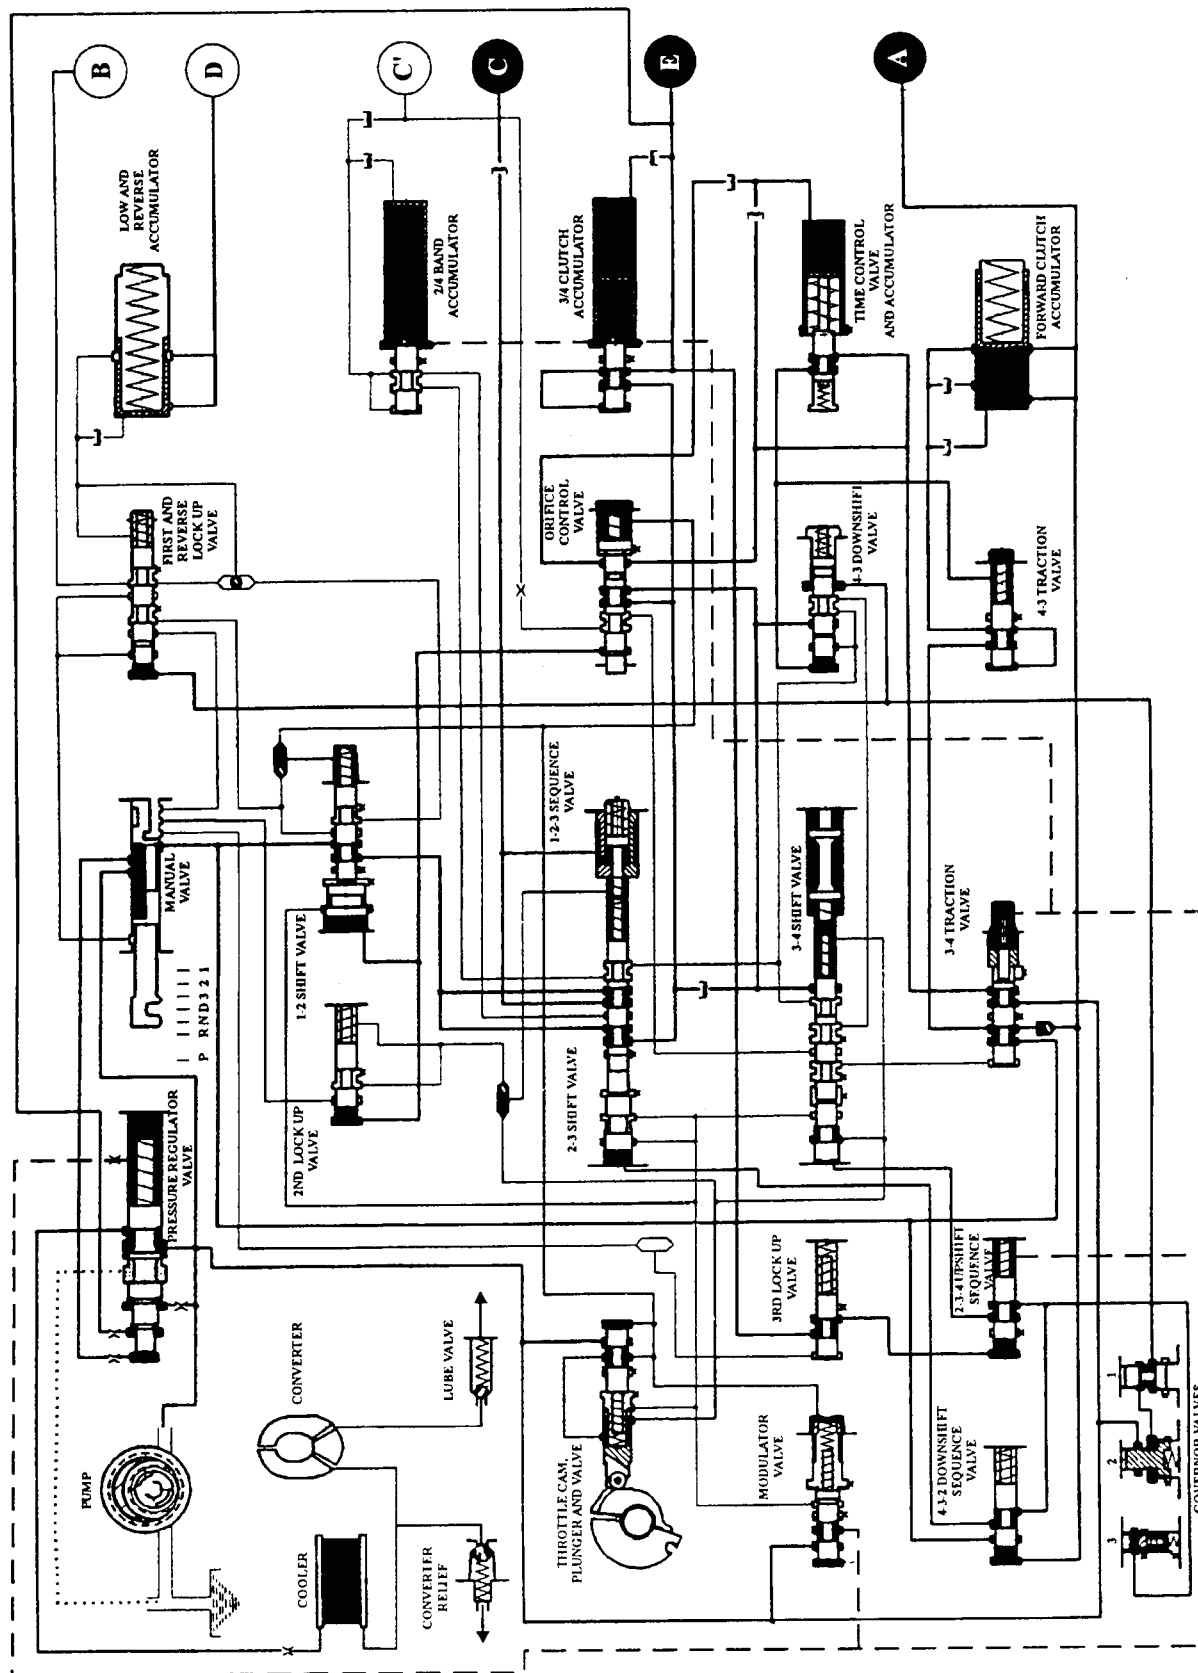 B
D
C'
C
E
A
LOW AND
REVERSE
ACCUMULATOR
2/4 BAND
ACCUMULATOR
3/4 CLUTCH
ACCUMULATOR
TIME CONTROL
VALVE
AND ACCUMULATOR
FORWARD CLUTCH
ACCUMULATOR
FIRST AND
REVERSE
LOCK UP
VALVE
ORIFICE
CONTROL
VALVE
4-3 DOWNSHIFT
VALVE
4-3 TRACTION
VALVE
MANUAL
VALVE
P R N D 3 2 1
1-2 SHIFT VALVE
2ND LOCK UP
VALVE
1-2-3 SEQUENCE
VALVE
2-3 SHIFT VALVE
3-4 SHIFT VALVE
3-4 TRACTION
VALVE
PRESSURE REGULATOR
VALVE
PUMP
CONVERTER
LUBE VALVE
COOLER
CONVERTER
RELIEF
THROTTLE CAM,
PLUNGER AND VALVE
3RD LOCK UP
VALVE
MODULATOR
VALVE
2-3-4 UPSHIFT
SEQUENCE
VALVE
4-3-2 DOWNSHIFT
SEQUENCE
VALVE
1
2
3
GOVERNOR VALVES